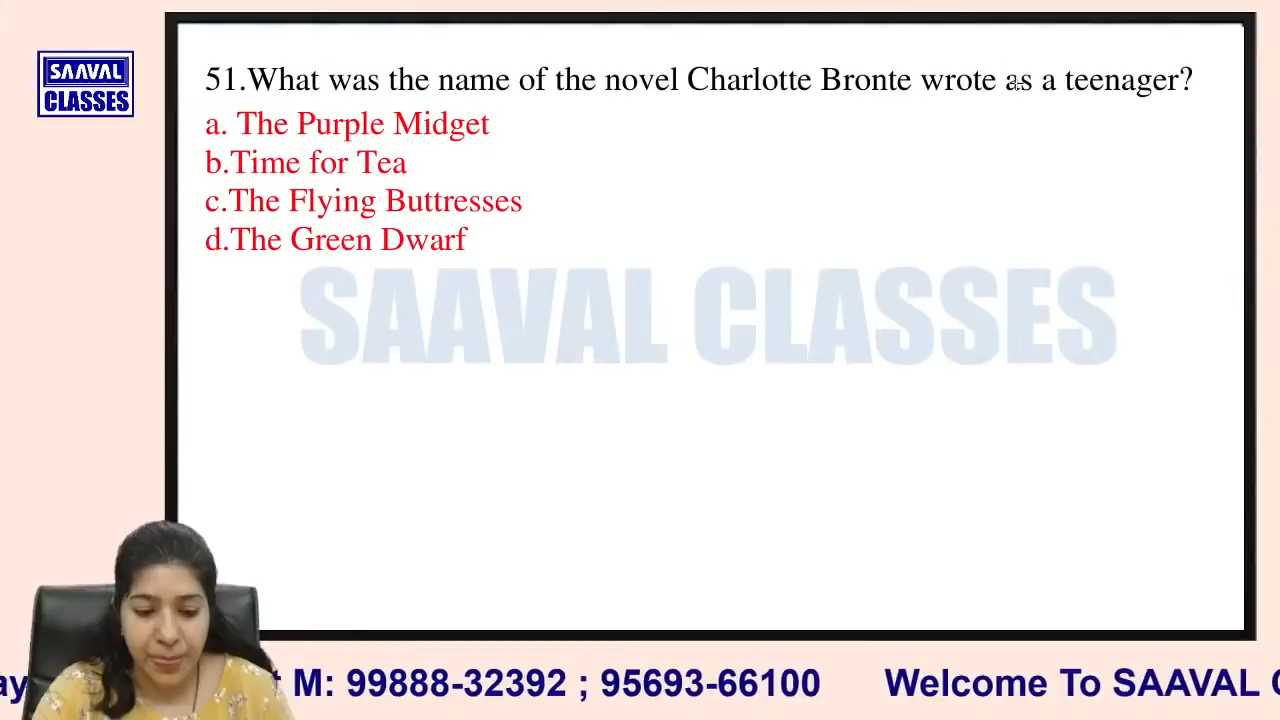 SAAVAL
CLASSES
51.What was the name of the novel Charlotte Bronte wrote as a teenager?
a. The Purple Midget
b.Time for Tea
c.The Flying Buttresses
d.The Green Dwarf
SAAVAL CLASSES
M: 99888-32392 ; 95693-66100 Welcome To SAAVAL